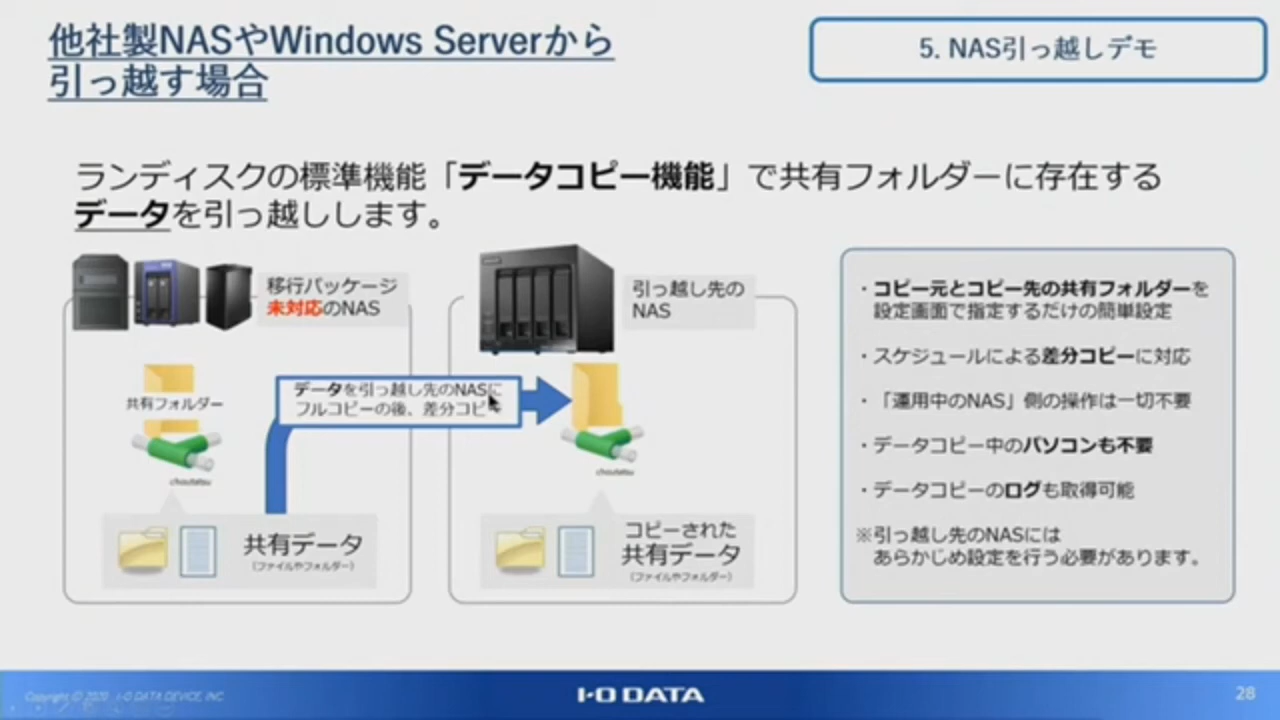 他社製NASやWindows Serverから
引っ越す場合
5. NAS引っ越しデモ
ランディスクの標準機能「データコピー機能」で共有フォルダーに存在する
データを引っ越しします。
移行パッケージ
未対応のNAS
共有フォルダー
choutatsu
共有データ
(ファイルやフォルダー)
データを引っ越し先のNASに
フルコピーの後、差分コピー
引っ越し先の
NAS
choutatsu
コピーされた
共有データ
(ファイルやフォルダー)
・コピー元とコピー先の共有フォルダーを
設定画面で指定するだけの簡単設定
・スケジュールによる差分コピーに対応
・「運用中のNAS」側の操作は一切不要
・データコピー中のパソコンも不要
・データコピーのログも取得可能
※引っ越し先のNASには
あらかじめ設定を行う必要があります。
Copyright © 2020 I-O DATA DEVICE, INC.
I-O DATA
28